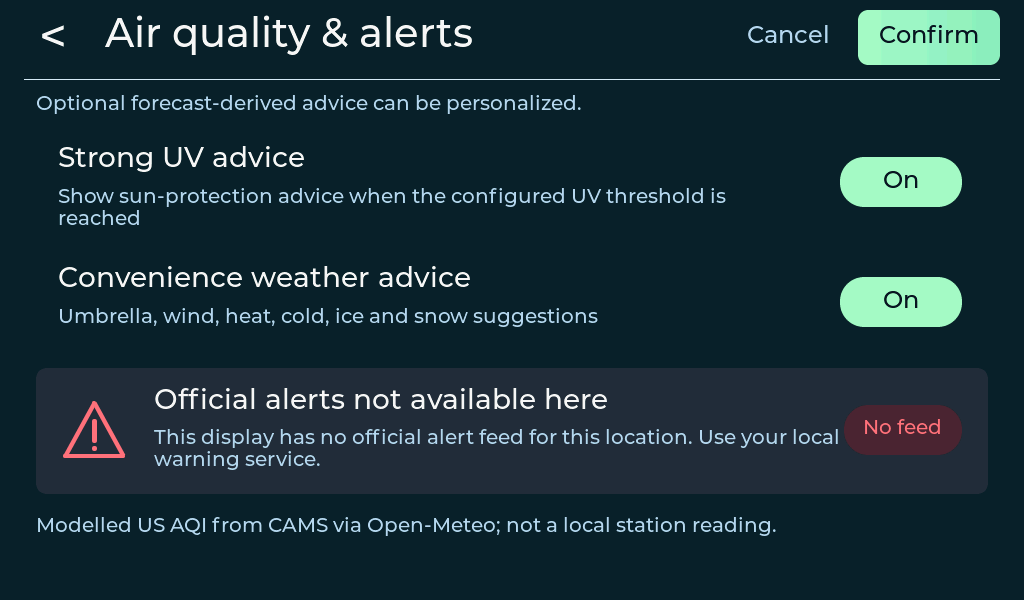 < Air quality & alerts Cancel Confirm
Optional forecast-derived advice can be personalized.
Strong UV advice
Show sun-protection advice when the configured UV threshold is
reached
On
Convenience weather advice
Umbrella, wind, heat, cold, ice and snow suggestions
On
Official alerts not available here
This display has no official alert feed for this location. Use your local
warning service.
No feed
Modelled US AQI from CAMS via Open-Meteo; not a local station reading.